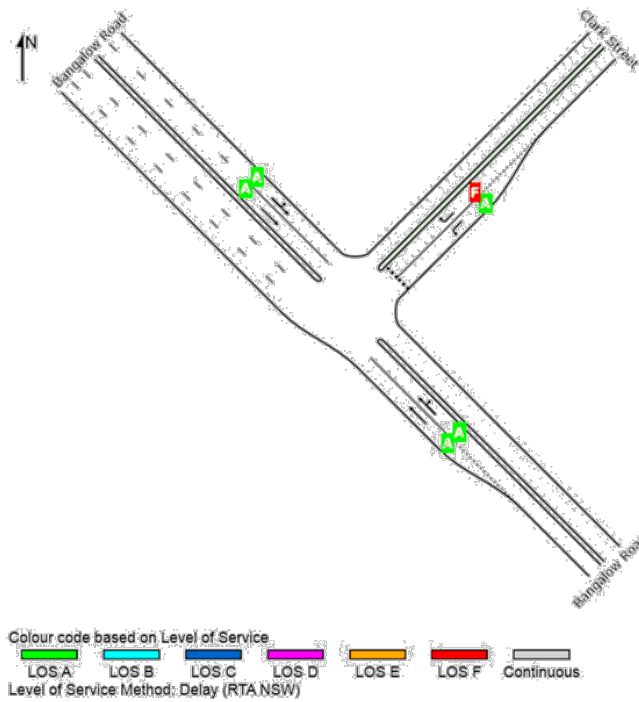 N
Bangalow Road
Clark Street
A
A
F
A
A
A
Bangalow Road
Colour code based on Level of Service
LOS A LOS B LOS C LOS D LOS E LOS F Continuous
Level of Service Method: Delay (RTA NSW)